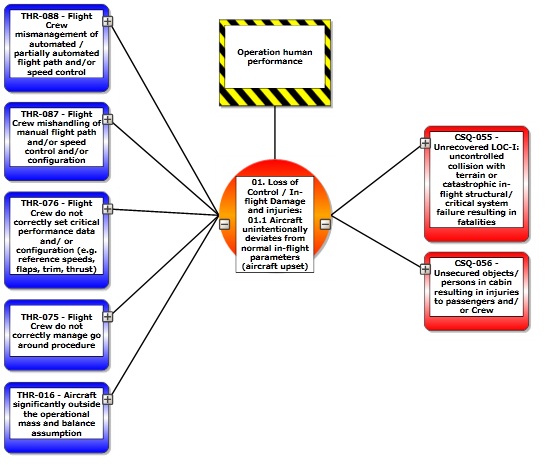 THR-088 - Flight
Crew
mismanagement of
automated /
partially automated
flight path and/or
speed control
THR-087 - Flight
Crew mishandling of
manual flight path
and/or speed
control and/or
configuration
THR-076 - Flight
Crew do not
correctly set critical
performance data
and/ or
configuration (e.g.
reference speeds,
flaps, trim, thrust)
THR-075 - Flight
Crew do not
correctly manage go
around procedure
THR-016 - Aircraft
significantly outside
the operational
mass and balance
assumption
Operation human
performance
01. Loss of
Control / In-
flight Damage
and injuries:
01.1 Aircraft
unintentionally
deviates from
normal in-flight
parameters
(aircraft upset)
CSQ-055 -
Unrecovered LOC-I:
uncontrolled
collision with
terrain or
catastrophic in-
flight structural/
critical system
failure resulting in
fatalities
CSQ-056 -
Unsecured objects/
persons in cabin
resulting in injuries
to passengers and/
or Crew